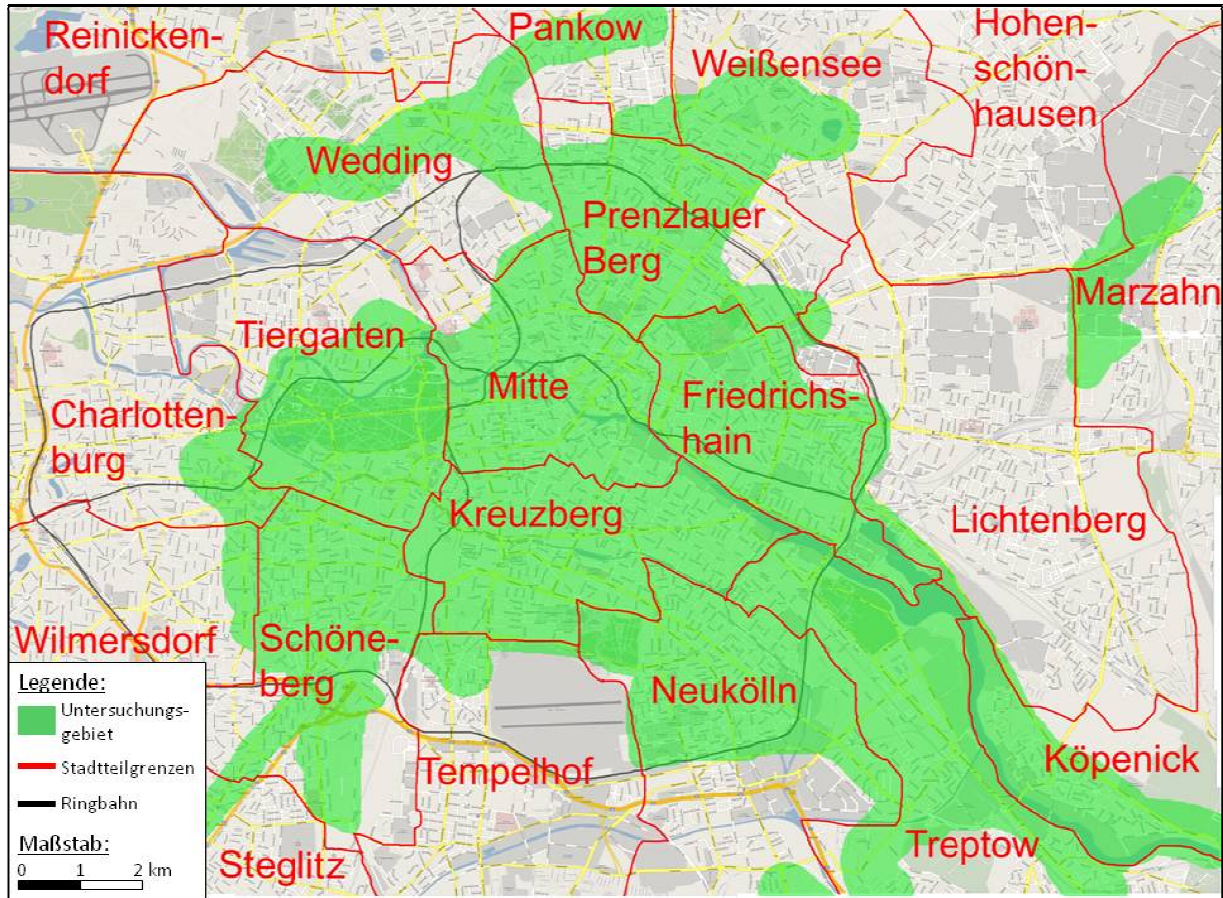 Reinicken-
dorf
Pankow
Weißensee
Hohen-
schön-
hausen
Wedding
Prenzlauer
Berg
Marzahn
Tiergarten
Mitte
Friedrichs-
hain
Charlotten-
burg
Kreuzberg
Lichtenberg
Wilmersdorf
Schöne-
berg
Neukölln
Tempelhof
Köpenick
Treptow
Steglitz
Legende:
Untersuchungs-
gebiet
Stadtteilgrenzen
Ringbahn
Maßstab:
0 1 2 km